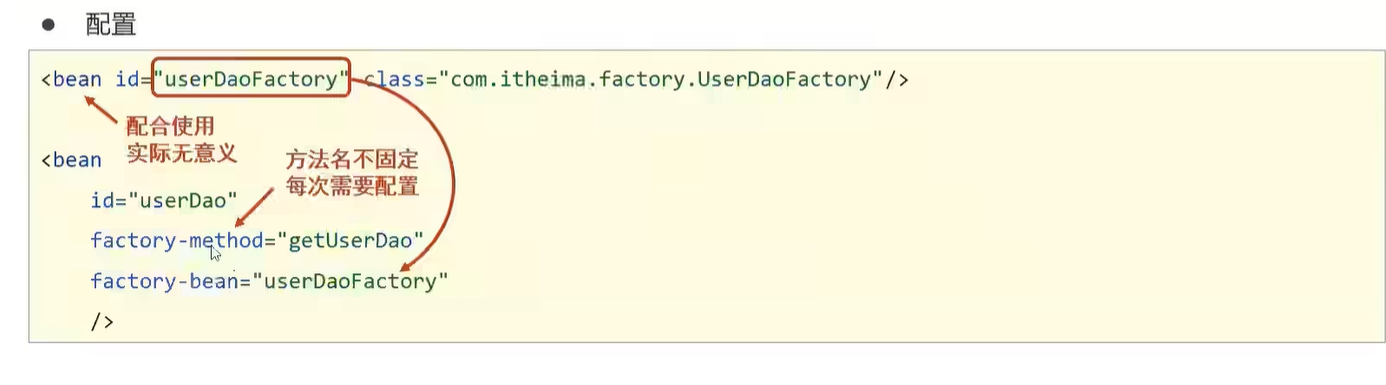 ● 配置
<bean id="userDaoFactory" class="com.itheima.factory.UserDaoFactory"/>
配合使用
实际无意义
<bean
方法名不固定
每次需要配置
id="userDao"
factory-method="getUserDao"
factory-bean="userDaoFactory"
/>